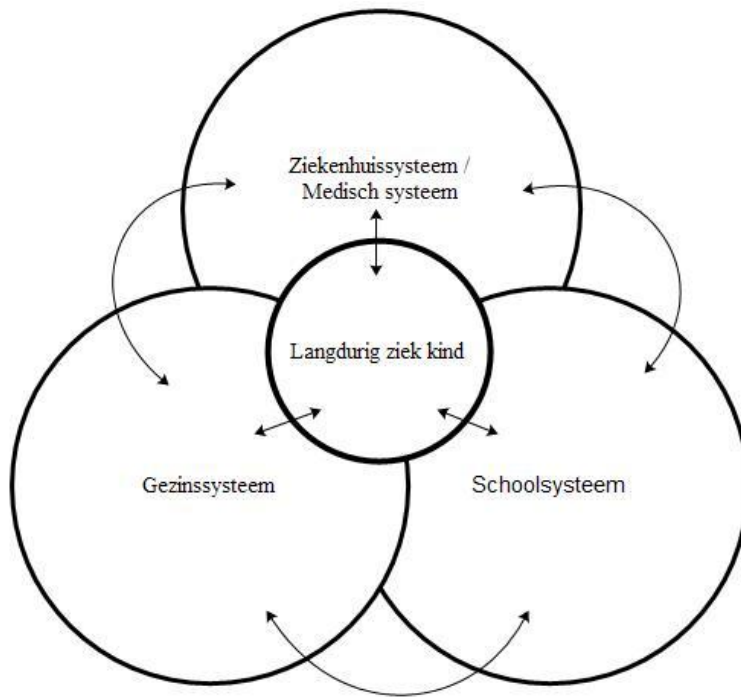 Ziekenhuissysteem /
Medisch systeem
Langdurig ziek kind
Gezinssysteem
Schoolsysteem